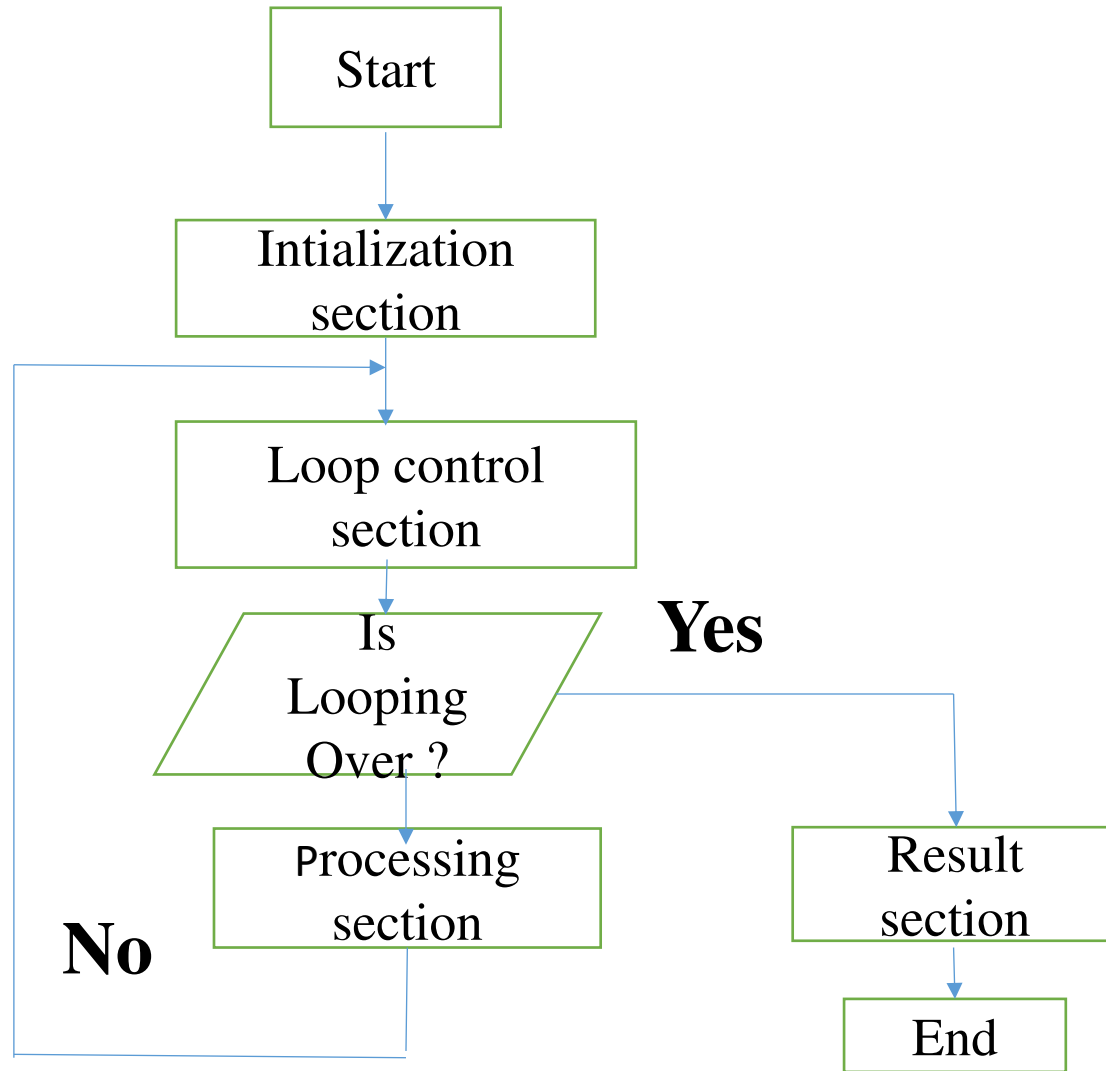 Start
Intialization
section
Loop control
section
Is
Looping
Over ?
Yes
Processing
section
No
Result
section
End